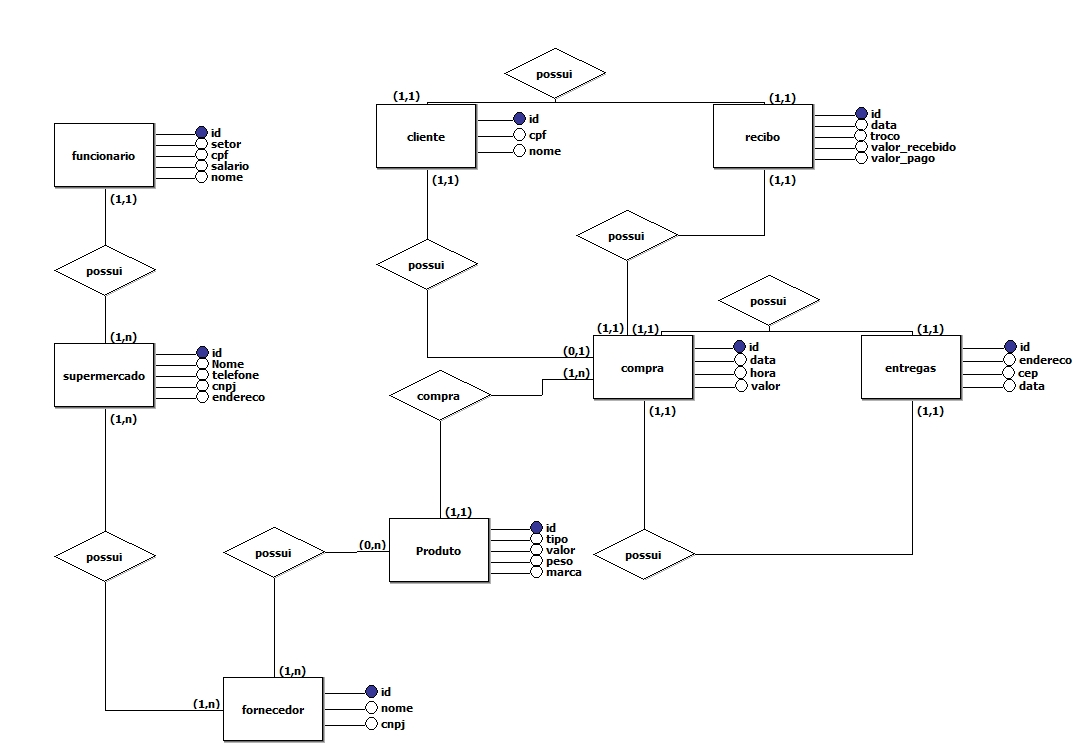 possui
(1,1)
(1,1)
cliente
id
cpf
nome
recibo
id
data
troco
valor_recebido
valor_pago
funcionario
id
setor
cpf
salario
nome
(1,1)
(1,1)
(1,1)
possui
possui
possui
possui
(1,n)
(1,1)
(1,1)
(1,1)
supermercado
id
Nome
telefone
cnpj
endereco
(0,1)
(1,n)
compra
id
data
hora
valor
entregas
id
endereco
cep
data
compra
(1,n)
(1,1)
(1,1)
(1,1)
possui
possui
(0,n)
Produto
id
tipo
valor
peso
marca
possui
(1,n)
(1,n)
fornecedor
id
nome
cnpj